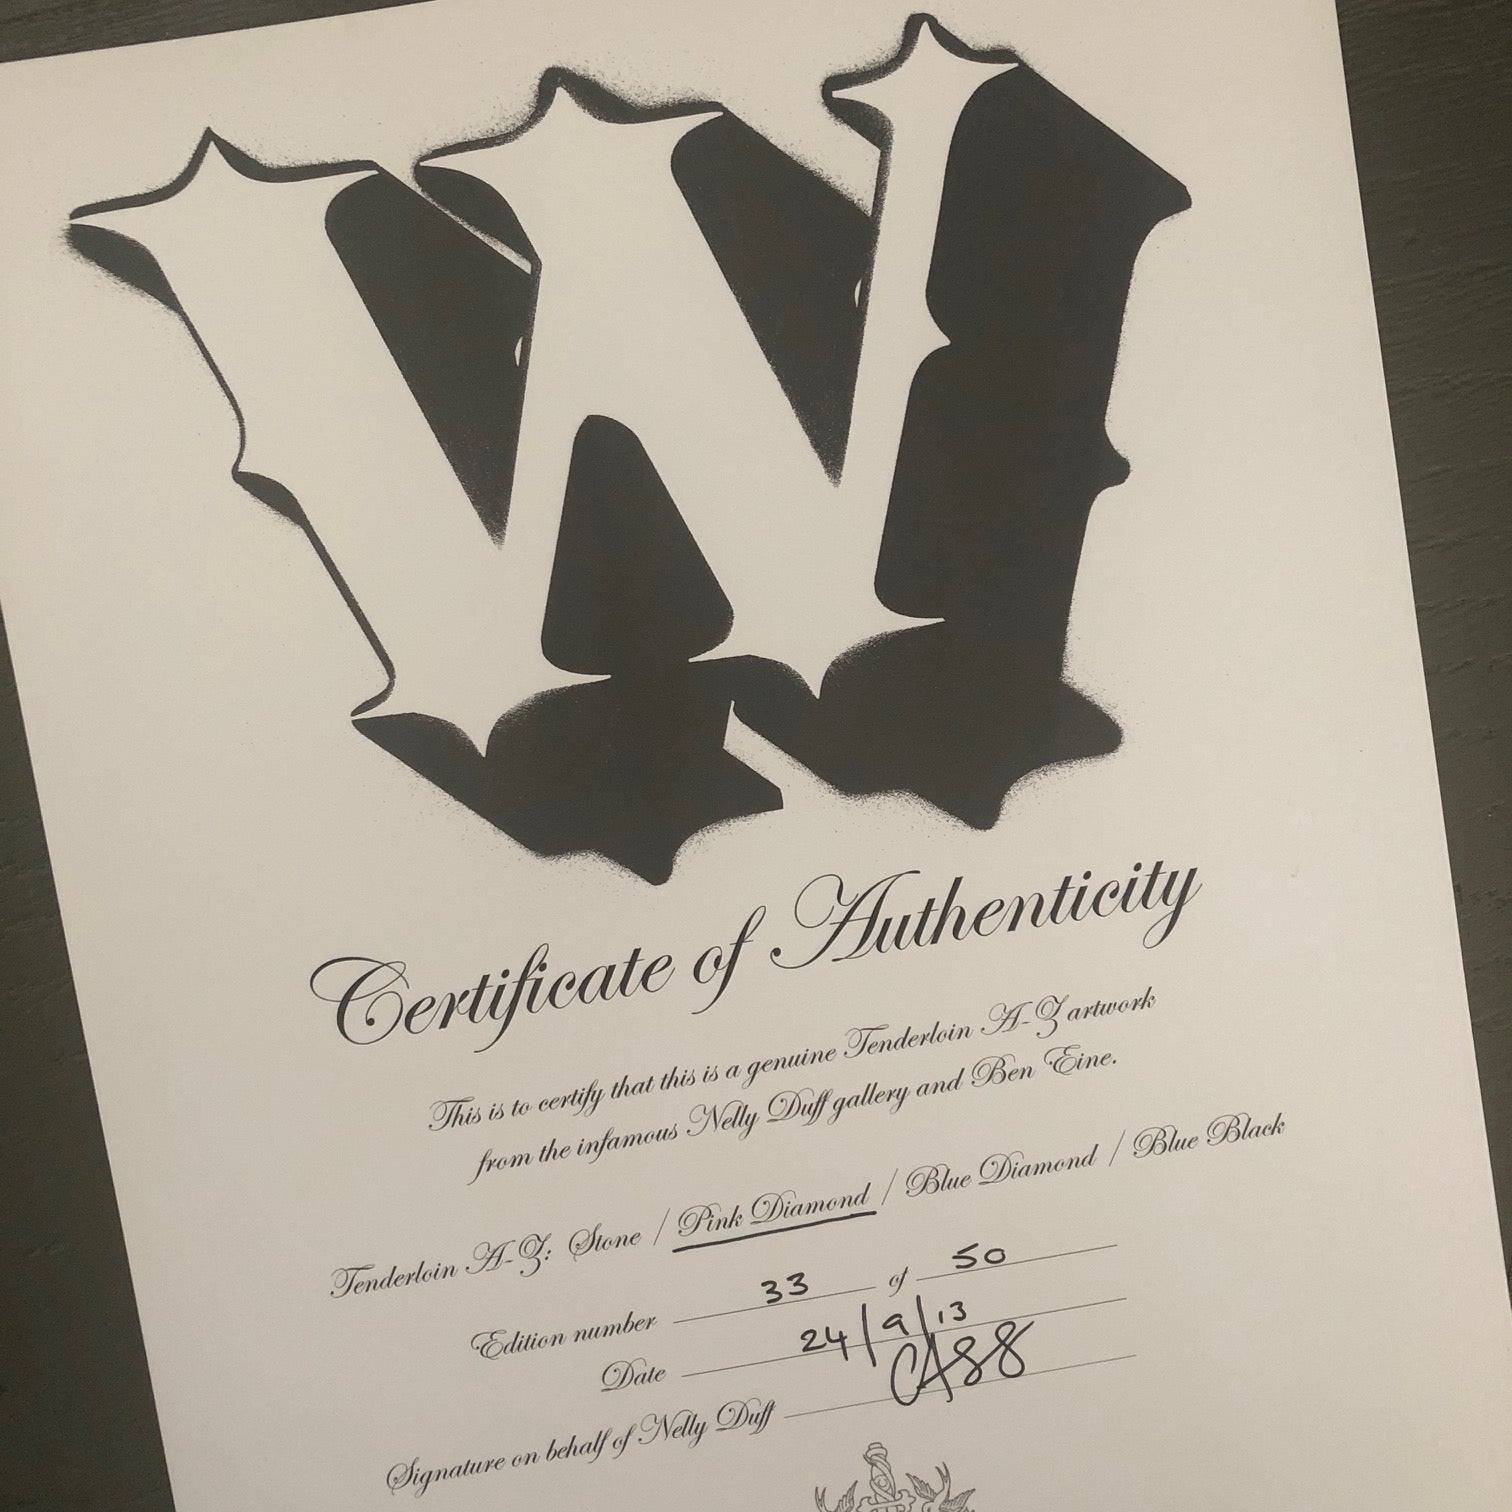 W
Certificate of Authenticity
This is to certify that this is a genuine Tenderloin A-Z artwork
from the infamous Nelly Duff gallery and Ben Eine.
Tenderloin A-Z: Stone / Pink Diamond / Blue Diamond / Blue Black
Edition number 33 of 50
Date 24/9/13
Signature on behalf of Nelly Duff